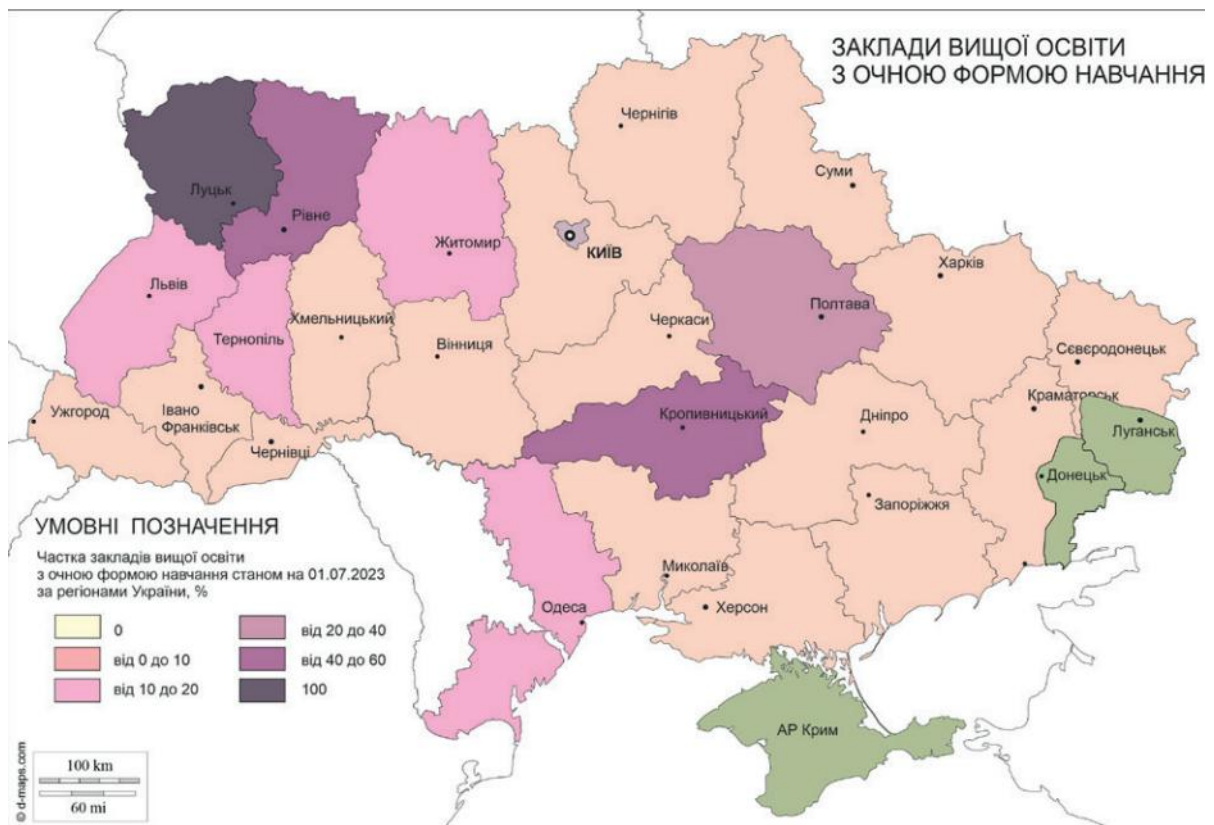 ЗАКЛАДИ ВИЩОЇ ОСВІТИ
З ОЧНОЮ ФОРМОЮ НАВЧАННЯ
Чернігів
Суми
Луцьк
Рівне
Житомир
КИЇВ
Харків
Львів
Полтава
Тернопіль
Хмельницький
Черкаси
Вінниця
Сєвєродонецьк
Краматорськ
Ужгород
Івано
Франківськ
Кропивницький
Дніпро
Луганськ
Чернівці
Донецьк
Запоріжжя
Миколаїв
Одеса
Херсон
АР Крим
УМОВНІ ПОЗНАЧЕННЯ
Частка закладів вищої освіти
з очною формою навчання станом на 01.07.2023
за регіонами України, %
0
від 0 до 10
від 10 до 20
від 20 до 40
від 40 до 60
100
100 km
60 mi
© d-maps.com